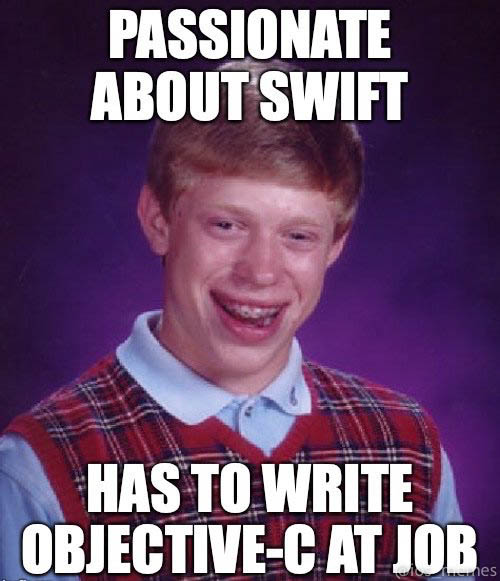 PASSIONATE
ABOUT SWIFT
HAS TO WRITE
OBJECTIVE-C AT JOB